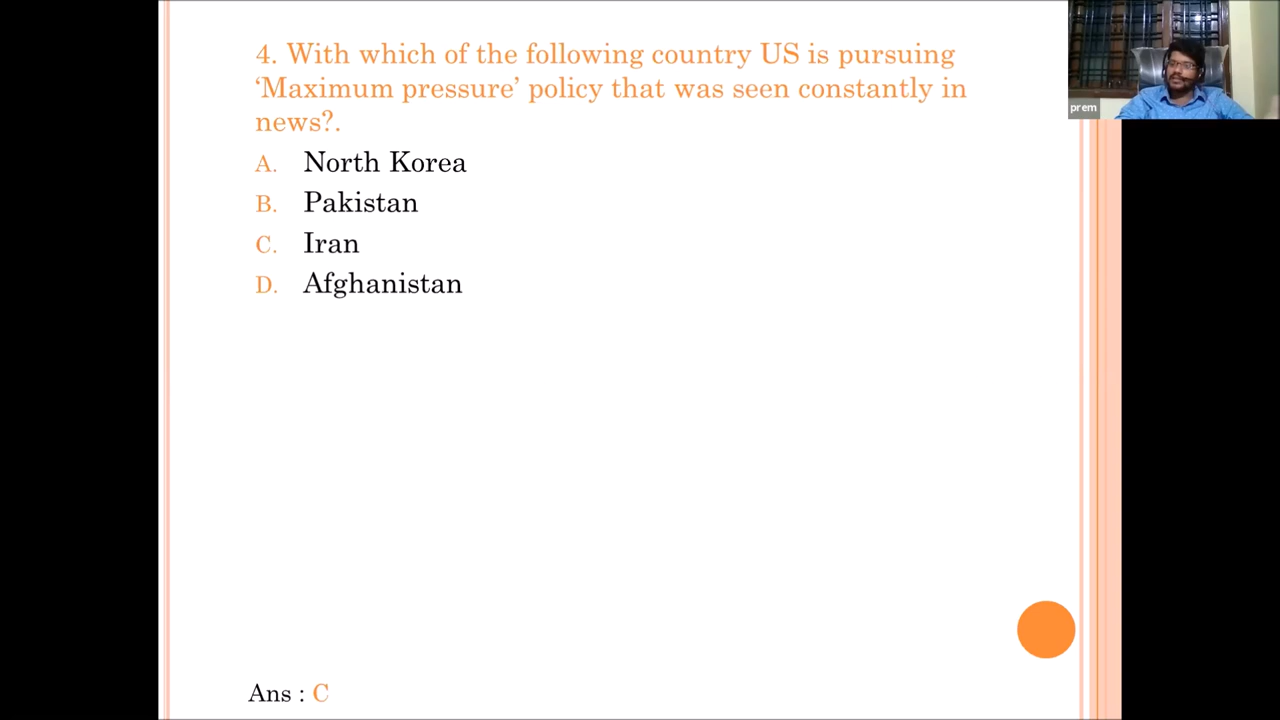 4. With which of the following country US is pursuing
‘Maximum pressure’ policy that was seen constantly in
news?.
A. North Korea
B. Pakistan
C. Iran
D. Afghanistan
Ans : C
prem